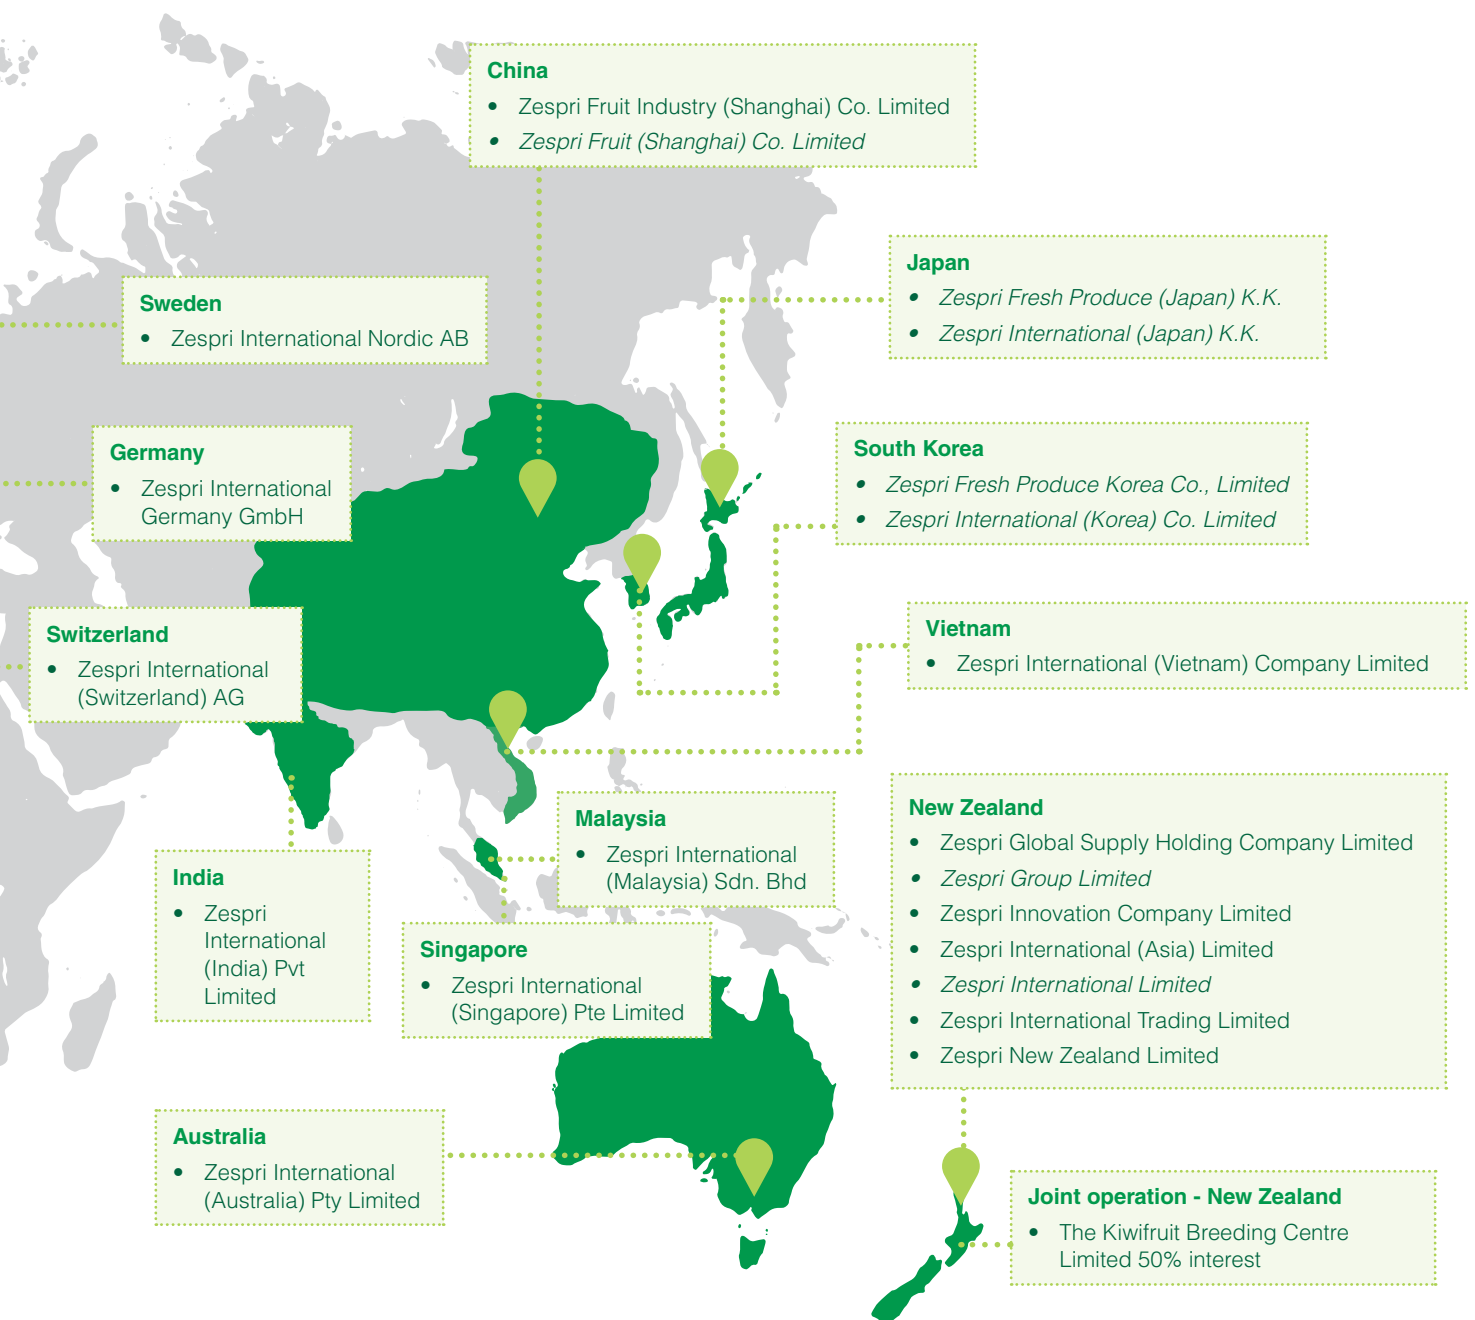 China
• Zespri Fruit Industry (Shanghai) Co. Limited
• Zespri Fruit (Shanghai) Co. Limited
Japan
• Zespri Fresh Produce (Japan) K.K.
• Zespri International (Japan) K.K.
Sweden
• Zespri International Nordic AB
Germany
• Zespri International
Germany GmbH
South Korea
• Zespri Fresh Produce Korea Co., Limited
• Zespri International (Korea) Co. Limited
Switzerland
• Zespri International
(Switzerland) AG
Vietnam
• Zespri International (Vietnam) Company Limited
Malaysia
• Zespri International
(Malaysia) Sdn. Bhd
New Zealand
• Zespri Global Supply Holding Company Limited
• Zespri Group Limited
• Zespri Innovation Company Limited
• Zespri International (Asia) Limited
• Zespri International Limited
• Zespri International Trading Limited
• Zespri New Zealand Limited
India
• Zespri
International
(India) Pvt
Limited
Singapore
• Zespri International
(Singapore) Pte Limited
Australia
• Zespri International
(Australia) Pty Limited
Joint operation - New Zealand
• The Kiwifruit Breeding Centre
Limited 50% interest